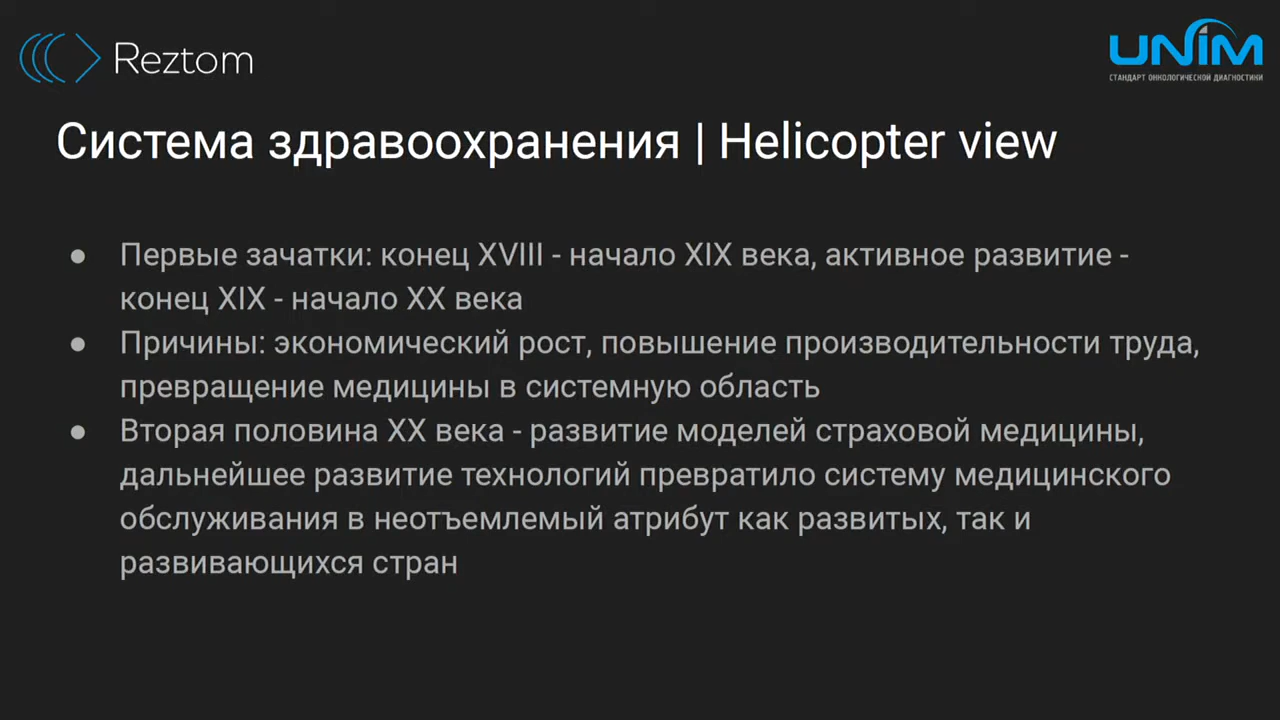 Reztom
UNIM
СТАНДАРТ ОНКОЛОГИЧЕСКОЙ ДИАГНОСТИКИ
Система здравоохранения | Helicopter view
● Первые зачатки: конец XVIII - начало XIX века, активное развитие -
конец XIX - начало XX века
● Причины: экономический рост, повышение производительности труда,
превращение медицины в системную область
● Вторая половина XX века - развитие моделей страховой медицины,
дальнейшее развитие технологий превратило систему медицинского
обслуживания в неотъемлемый атрибут как развитых, так и
развивающихся стран